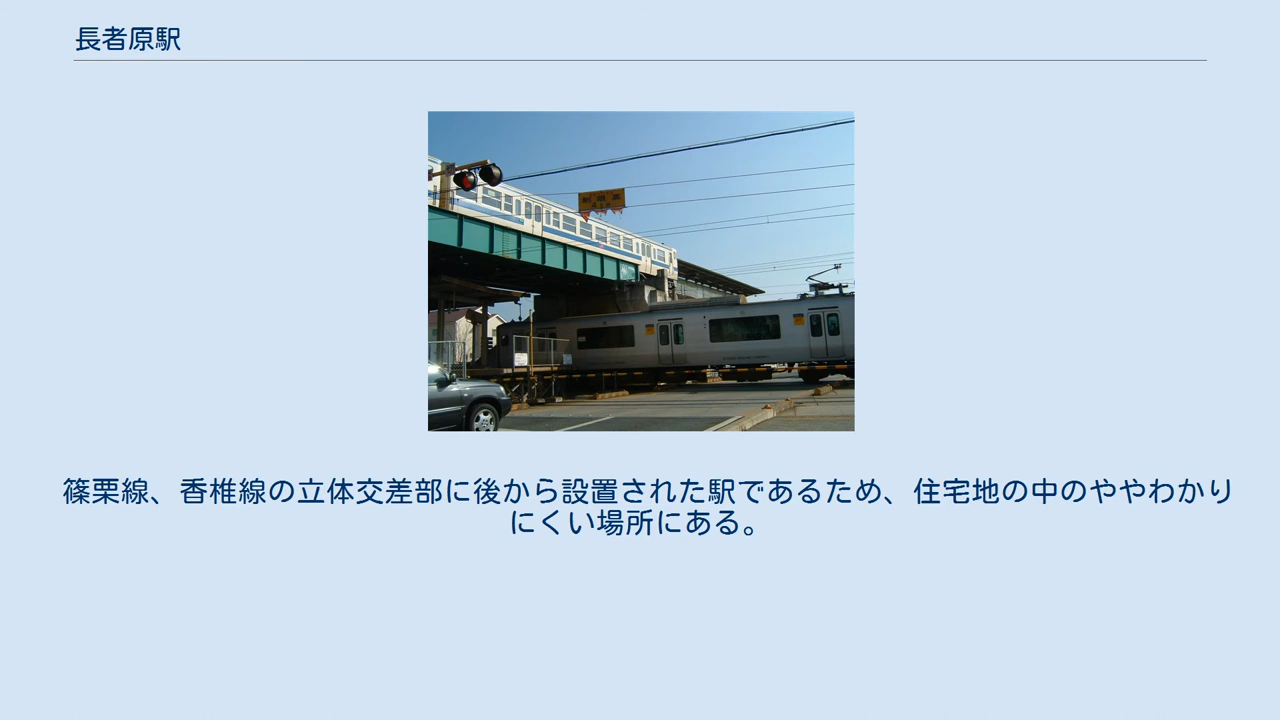 長者原駅
篠栗線、香椎線の立体交差部に後から設置された駅であるため、住宅地の中のややわかり
にくい場所にある。